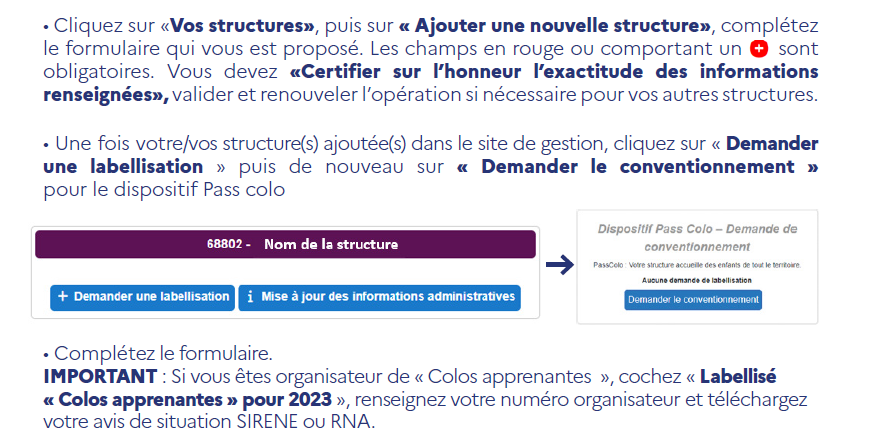 • Cliquez sur «Vos structures», puis sur « Ajouter une nouvelle structure», complétez
le formulaire qui vous est proposé. Les champs en rouge ou comportant un + sont
obligatoires. Vous devez «Certifier sur l’honneur l’exactitude des informations
renseignées», valider et renouveler l’opération si nécessaire pour vos autres structures.
• Une fois votre/vos structure(s) ajoutée(s) dans le site de gestion, cliquez sur « Demander
une labellisation » puis de nouveau sur « Demander le conventionnement »
pour le dispositif Pass colo
68802 - Nom de la structure
+ Demander une labellisation
i Mise à jour des informations administratives
Dispositif Pass Colo – Demande de
conventionnement
PassColo : Votre structure accueille des enfants de tout le territoire.
Aucune demande de labellisation
Demander le conventionnement
• Complétez le formulaire.
IMPORTANT : Si vous êtes organisateur de « Colos apprenantes », cochez « Labellisé
« Colos apprenantes » pour 2023 », renseignez votre numéro organisateur et téléchargez
votre avis de situation SIRENE ou RNA.